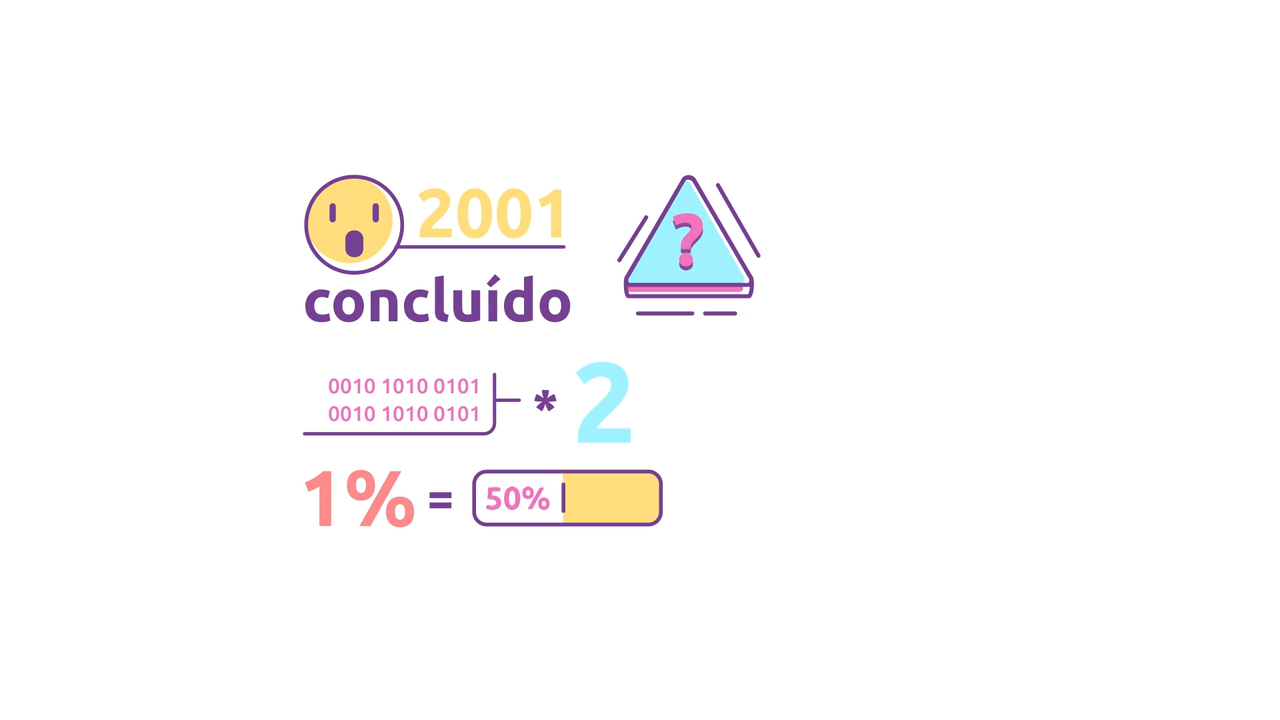 2001
?
concluído
0010 1010 0101
0010 1010 0101
* 2
1% = 50%